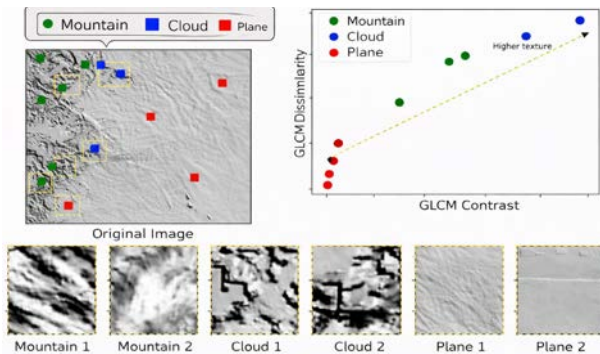 Mountain Cloud Plane
Original Image
GLCM Dissimilarity
Mountain
Cloud
Plane
Higher texture
GLCM Contrast
Mountain 1 Mountain 2 Cloud 1 Cloud 2 Plane 1 Plane 2